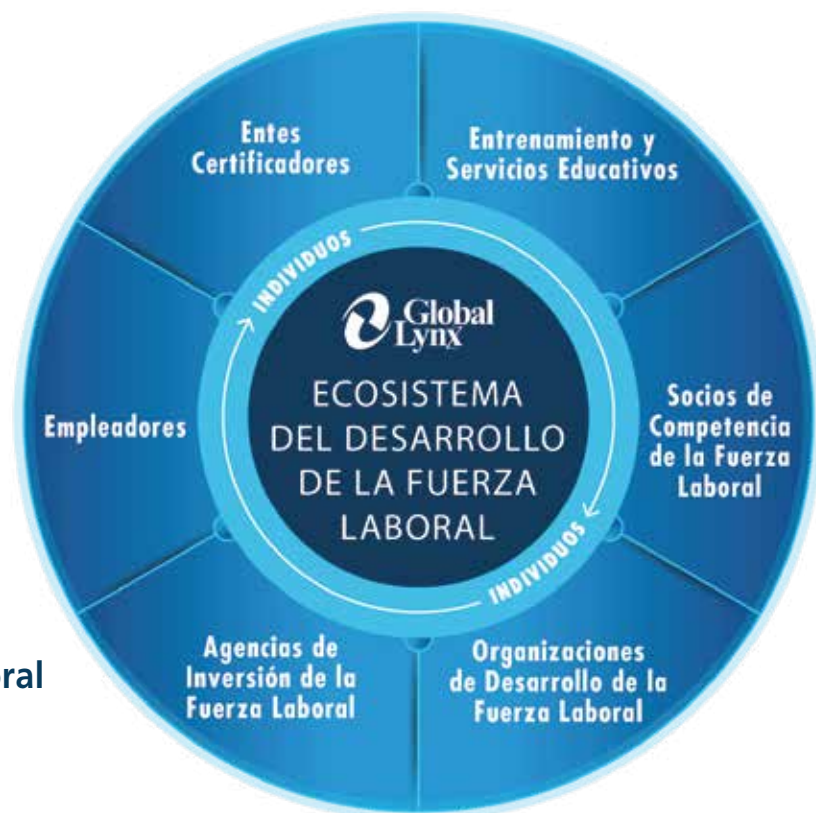 Entes
Certificadores
Entrenamiento y
Servicios Educativos
INDIVIDUOS
Global
Lynx
ECOSISTEMA
DEL DESARROLLO
DE LA FUERZA
LABORAL
Empleadores
Socios de
Competencia
de la Fuerza
Laboral
INDIVIDUOS
Agencias de
Inversión de la
Fuerza Laboral
Organizaciones
de Desarrollo de la
Fuerza Laboral
oral